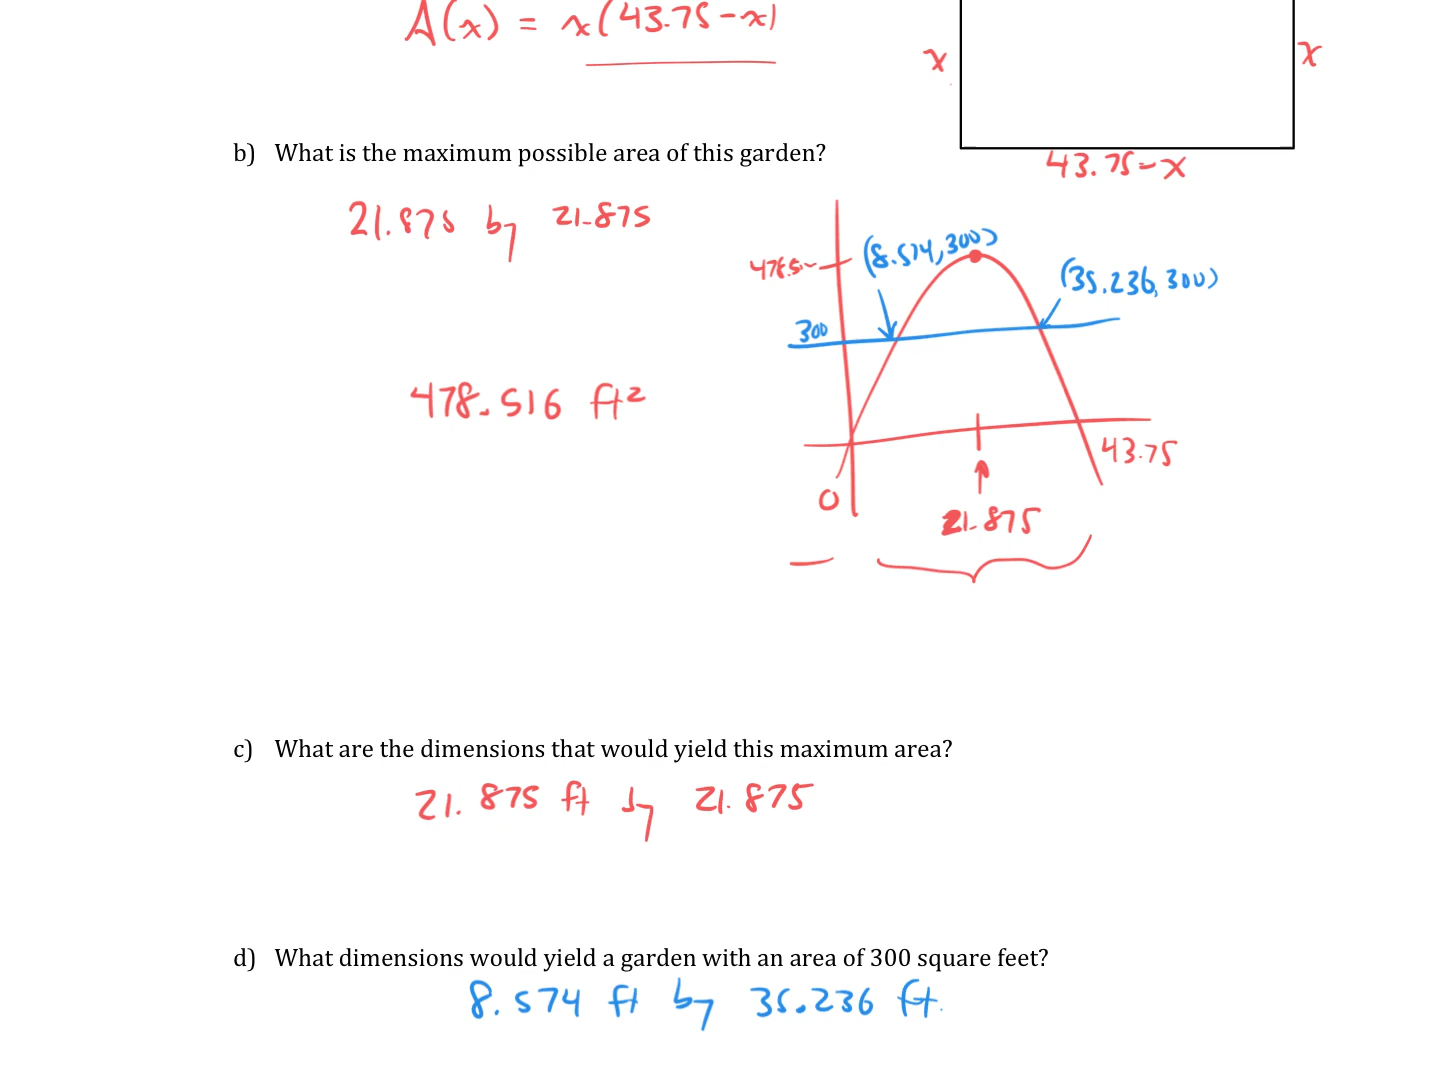 A(x) = x(43.75-x)
x
x
43.75-x
b) What is the maximum possible area of this garden?
21.875 by 21.875
478.5
(8.514,300)
(35.236,300)
300
478.516 ft²
43.75
0
21.875
c) What are the dimensions that would yield this maximum area?
21.875 ft by 21.875
d) What dimensions would yield a garden with an area of 300 square feet?
8.574 ft by 35.236 ft.